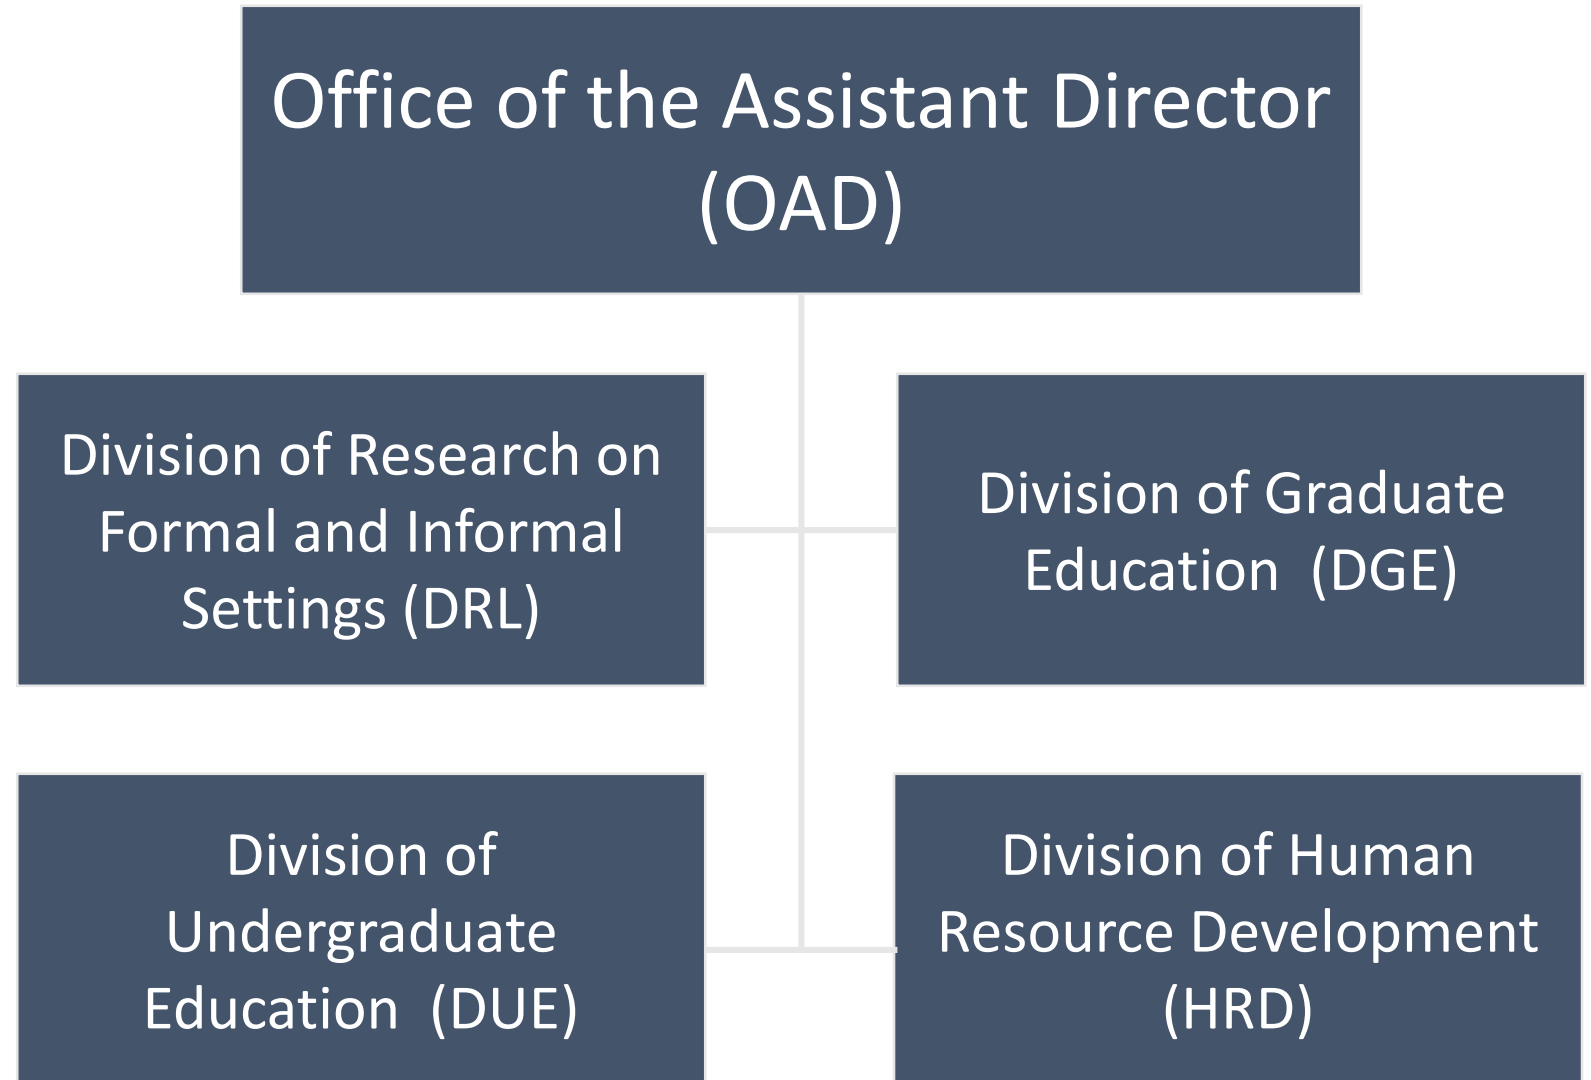 Office of the Assistant Director
(OAD)
Division of Research on
Formal and Informal
Settings (DRL)
Division of Graduate
Education  (DGE)
Division of
Undergraduate
Education  (DUE)
Division of Human
Resource Development
(HRD)